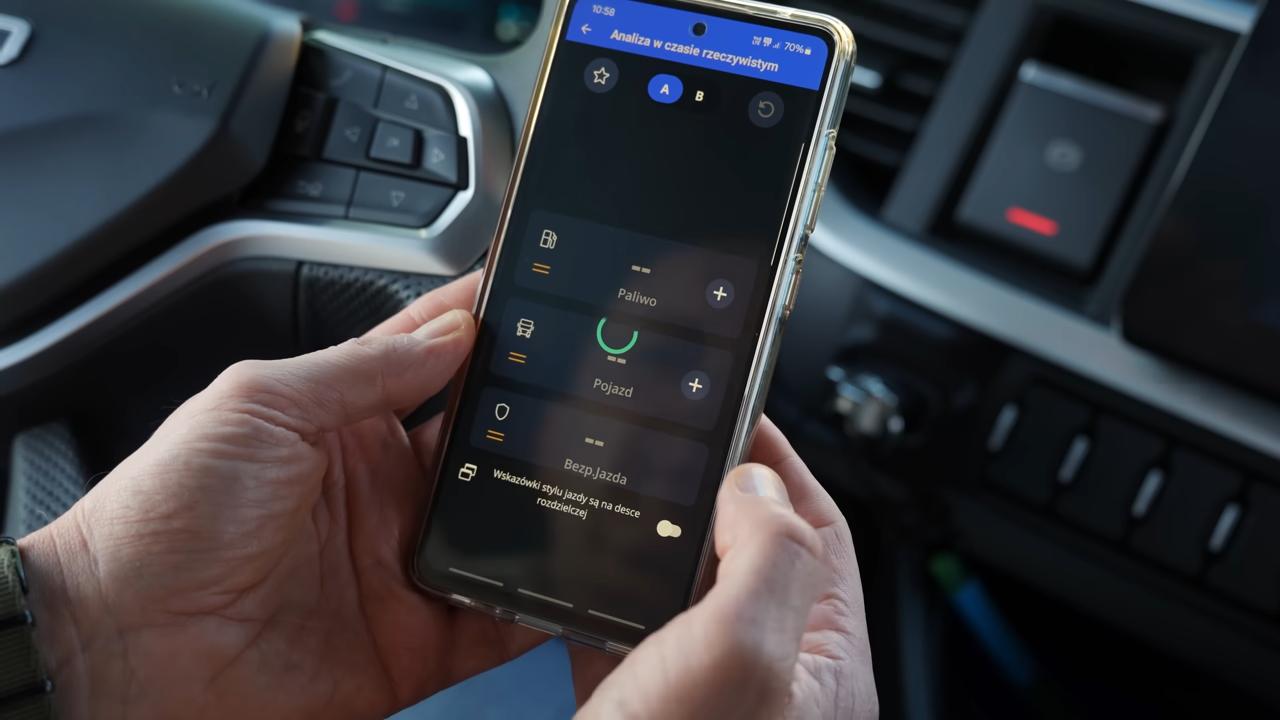 10:58
70%
Analiza w czasie rzeczywistym
A B
--
Paliwo
--
Pojazd
--
Bezp.Jazda
Wskazówki stylu jazdy są na desce
rozdzielczej